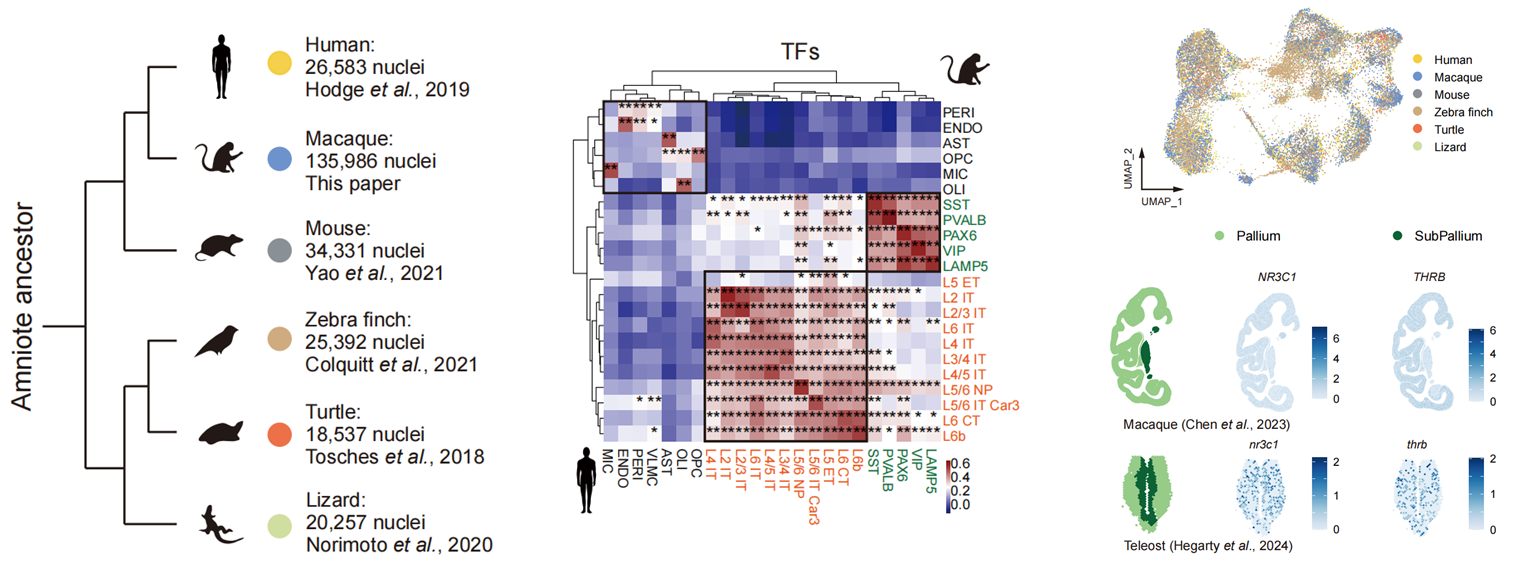 Amniote ancestor
Human:
26,583 nuclei
Hodge et al., 2019
Macaque:
135,986 nuclei
This paper
Mouse:
34,331 nuclei
Yao et al., 2021
Zebra finch:
25,392 nuclei
Colquitt et al., 2021
Turtle:
18,537 nuclei
Tosches et al., 2018
Lizard:
20,257 nuclei
Norimoto et al., 2020
TFs
PERI
ENDO
AST
OPC
MIC
OLI
SST
PVALB
PAX6
VIP
LAMP5
L5 ET
L2 IT
L2/3 IT
L6 IT
L4 IT
L3/4 IT
L4/5 IT
L5/6 NP
L5/6 IT Car3
L6 CT
L6b
MIC
ENDO
PERI
VLMC
AST
OLI
OPC
L4 IT
L2 IT
L2/3 IT
L6 IT
L4/5 IT
L3/4 IT
L5/6 NP
L5/6 IT Car3
L5 ET
L6 CT
L6b
SST
PVALB
PAX6
VIP
LAMP5
0.6
0.4
0.2
0.0
UMAP_2
UMAP_1
Human
Macaque
Mouse
Zebra finch
Turtle
Lizard
Pallium
SubPallium
NR3C1
THRB
6
4
2
0
6
4
2
0
Macaque (Chen et al., 2023)
nr3c1
thrb
2
1
0
2
1
0
Teleost (Hegarty et al., 2024)